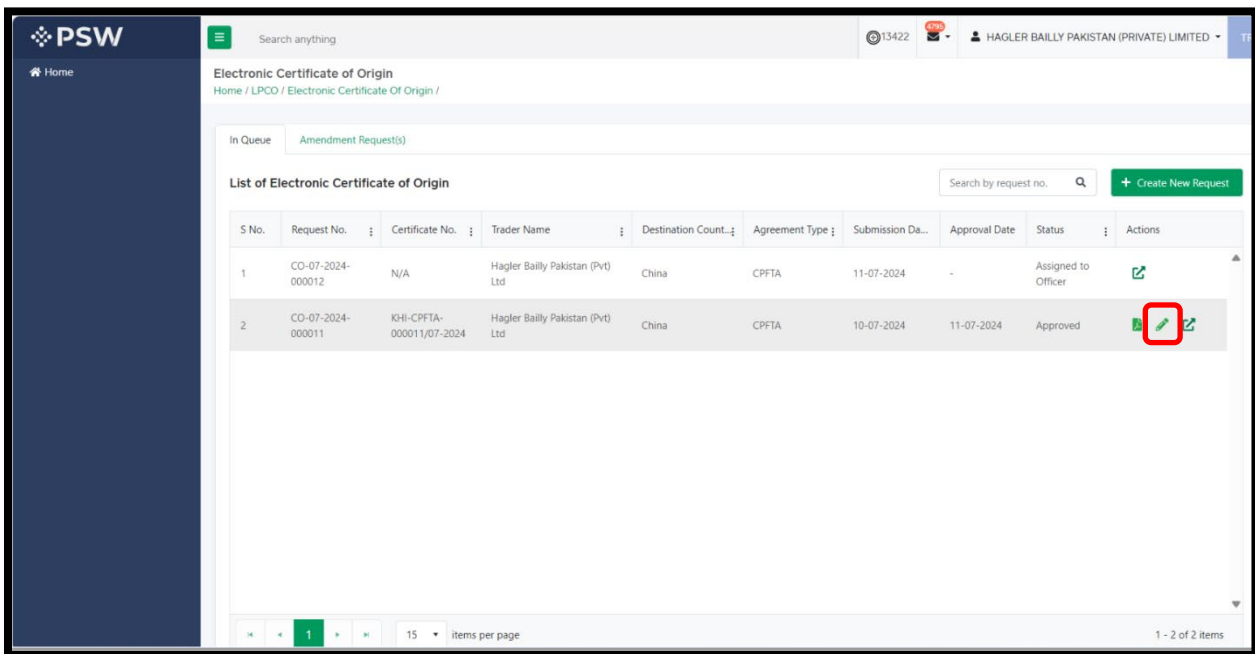 PSW
Search anything
13422
4795
HAGLER BAILLY PAKISTAN (PRIVATE) LIMITED
Home
Electronic Certificate of Origin
Home / LPCO / Electronic Certificate Of Origin /
In Queue
Amendment Request(s)
List of Electronic Certificate of Origin
Search by request no.
+ Create New Request
S No. Request No. Certificate No. Trader Name Destination Count... Agreement Type Submission Da... Approval Date Status Actions
1 CO-07-2024-000012 N/A Hagler Bailly Pakistan (Pvt) Ltd China CPFTA 11-07-2024 - Assigned to Officer
2 CO-07-2024-000011 KHI-CPFTA-000011/07-2024 Hagler Bailly Pakistan (Pvt) Ltd China CPFTA 10-07-2024 11-07-2024 Approved
1 15 items per page
1 - 2 of 2 items